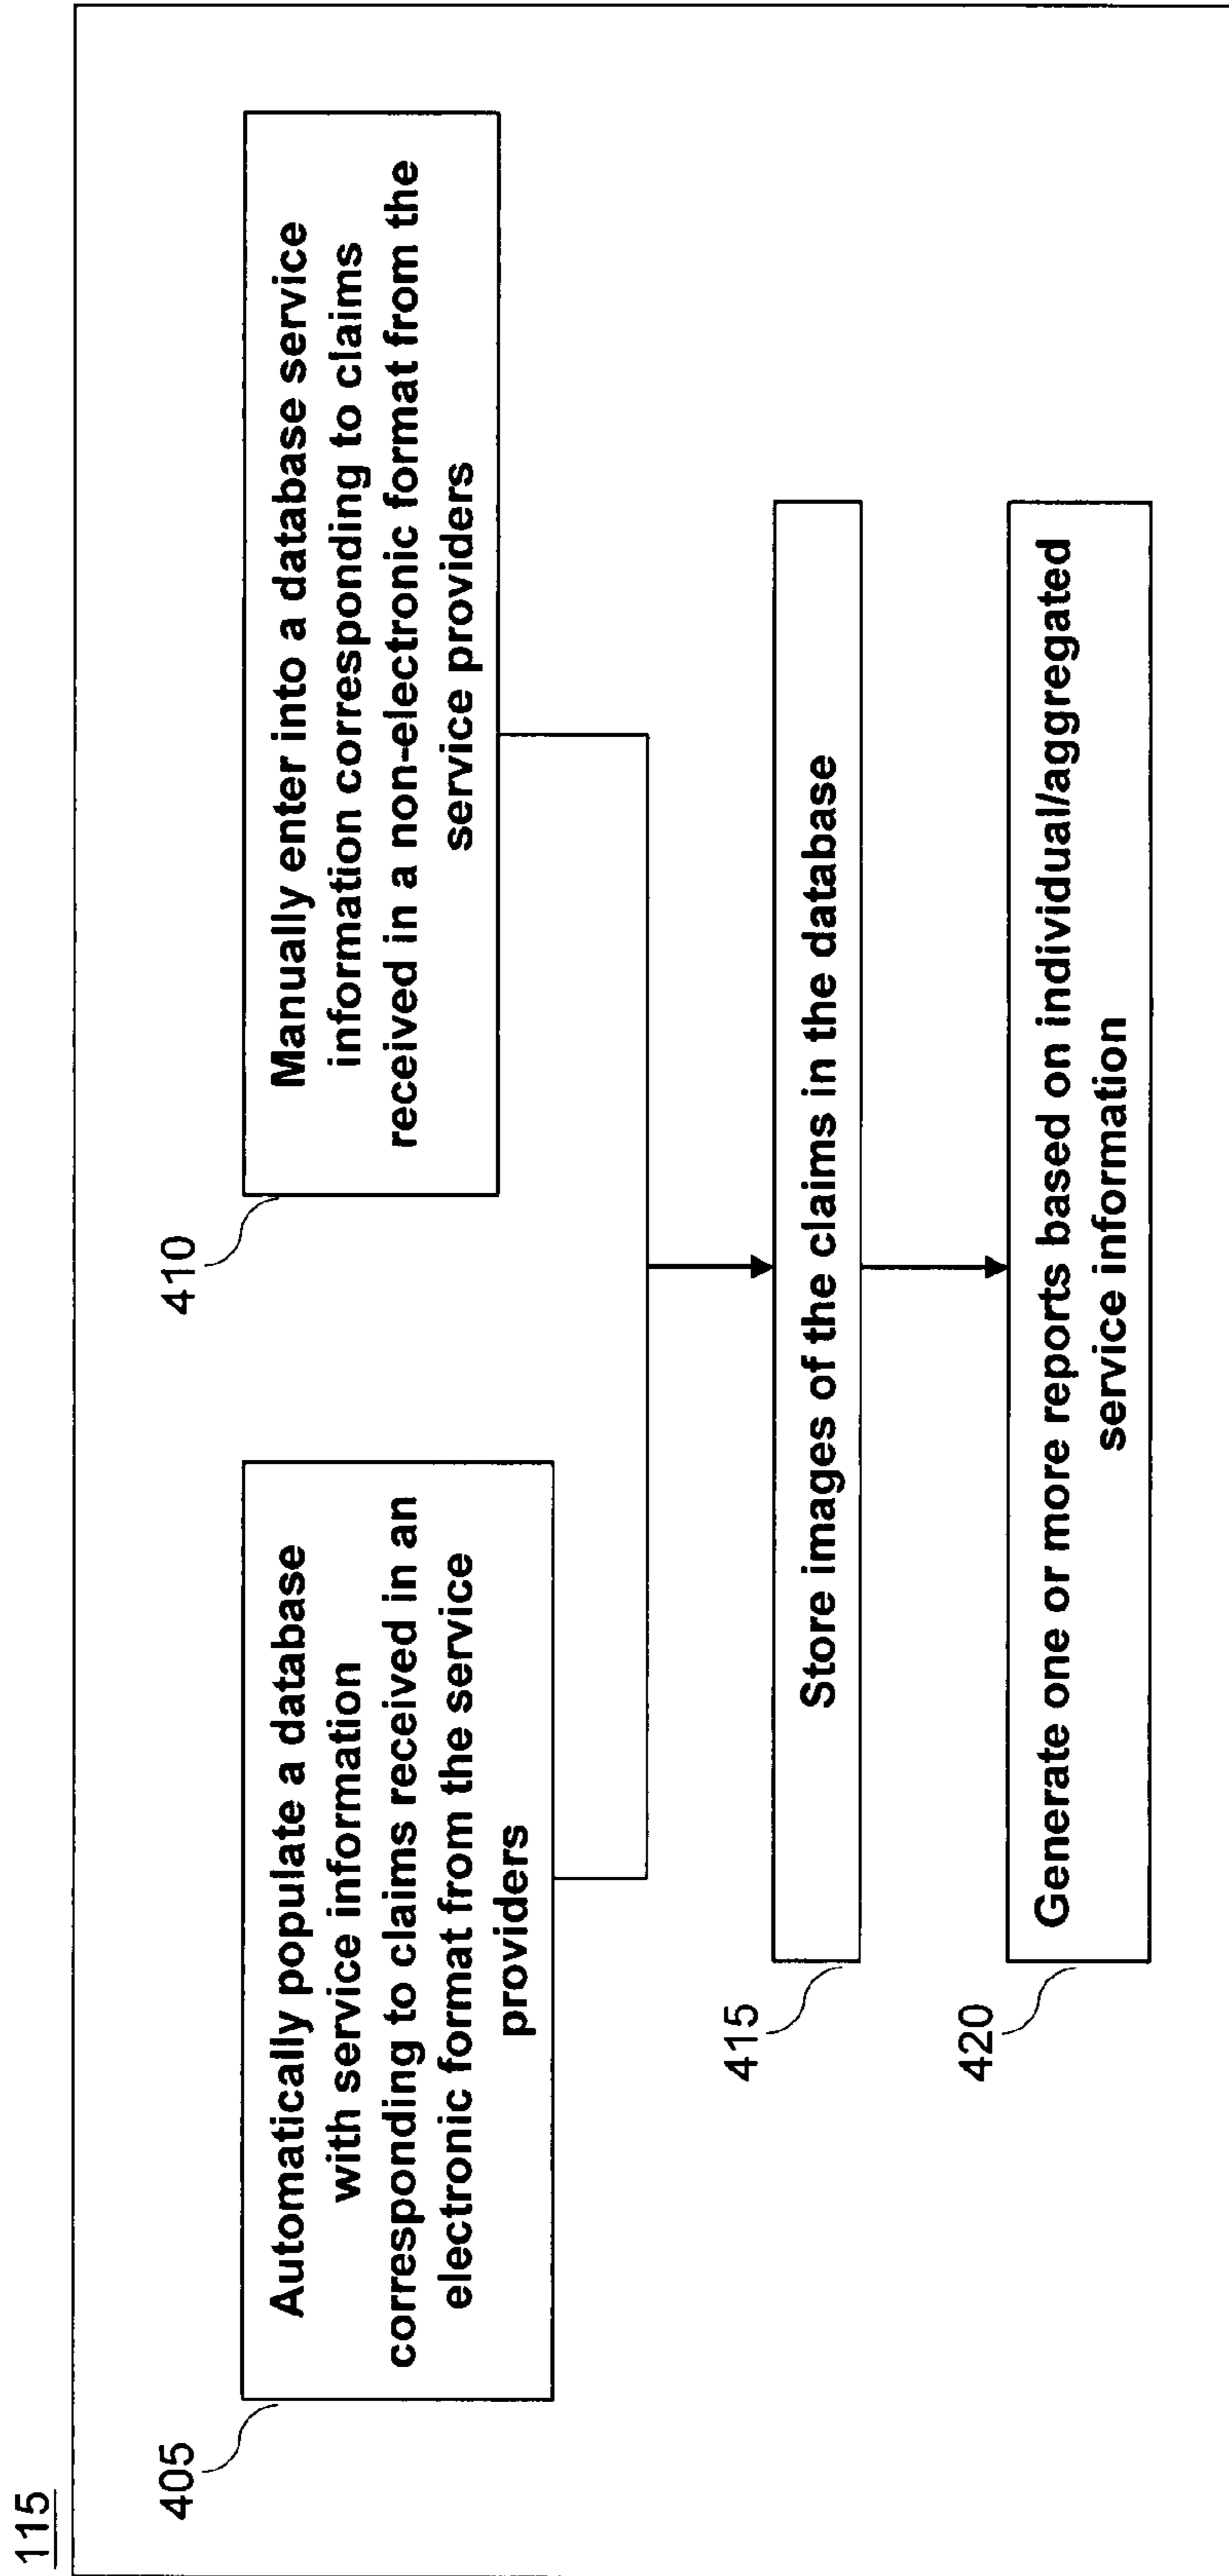 115
405
Automatically populate a database
with service information
corresponding to claims received in an
electronic format from the service
providers
410
Manually enter into a database service
information corresponding to claims
received in a non-electronic format from the
service providers
415
Store images of the claims in the database
420
Generate one or more reports based on individual/aggregated
service information